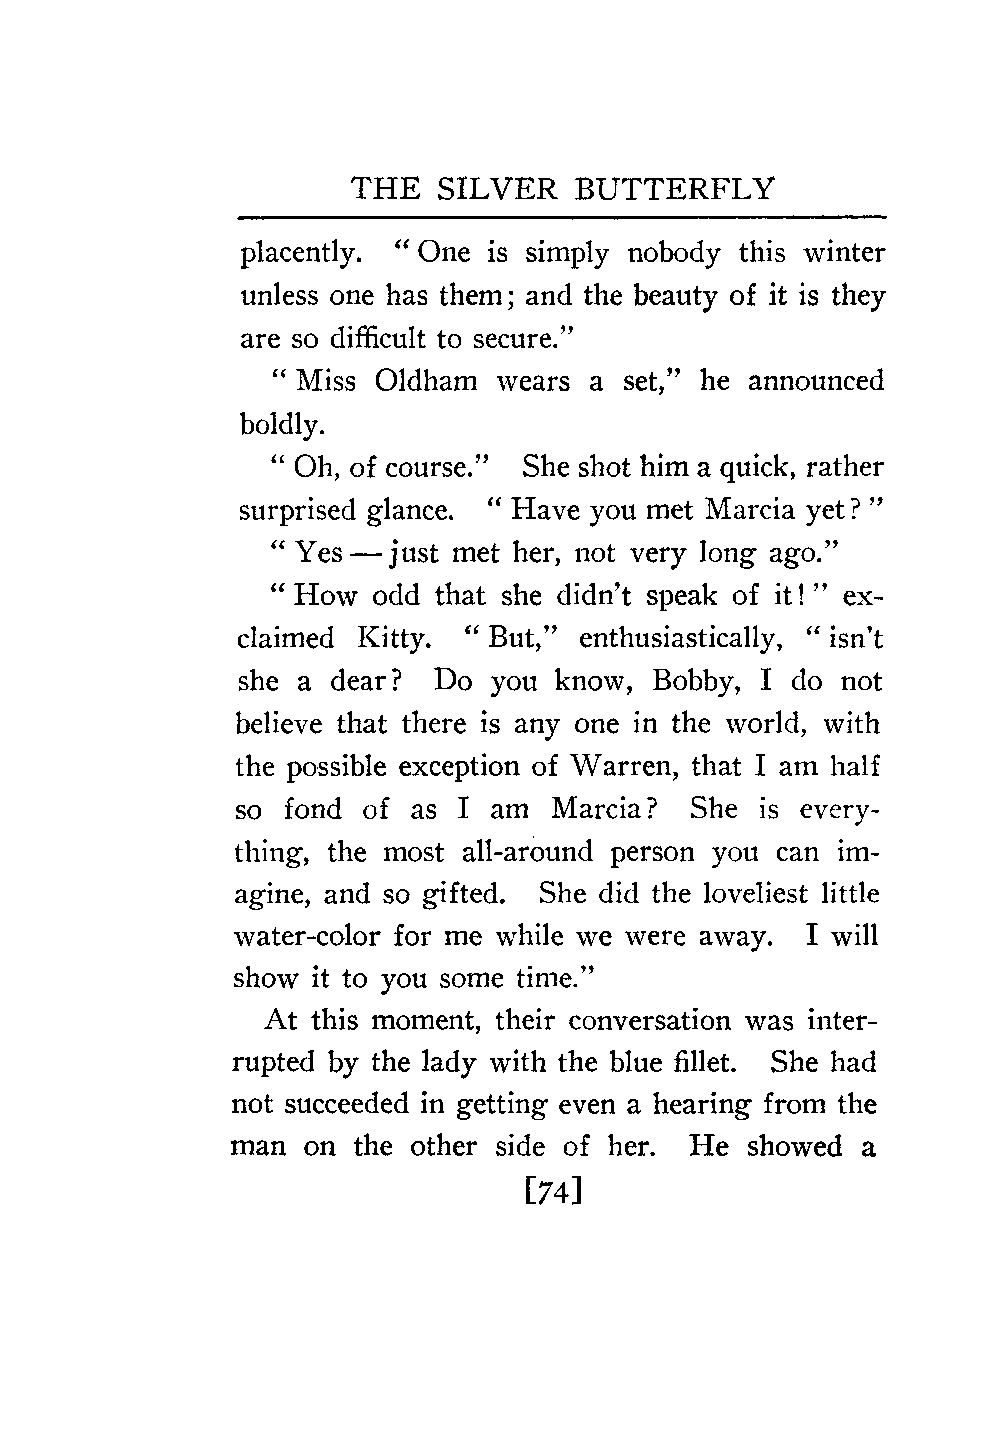 THE SILVER BUTTERFLY
placently. “ One is simply nobody this winter
unless one has them; and the beauty of it is they
are so difficult to secure.”
“ Miss Oldham wears a set,” he announced
boldly.
“ Oh, of course.” She shot him a quick, rather
surprised glance. “ Have you met Marcia yet? ”
“ Yes — just met her, not very long ago.”
“ How odd that she didn’t speak of it! ” ex-
claimed Kitty. “ But,” enthusiastically, “ isn’t
she a dear? Do you know, Bobby, I do not
believe that there is any one in the world, with
the possible exception of Warren, that I am half
so fond of as I am Marcia? She is every-
thing, the most all-around person you can im-
agine, and so gifted. She did the loveliest little
water-color for me while we were away. I will
show it to you some time.”
At this moment, their conversation was inter-
rupted by the lady with the blue fillet. She had
not succeeded in getting even a hearing from the
man on the other side of her. He showed a
[74]